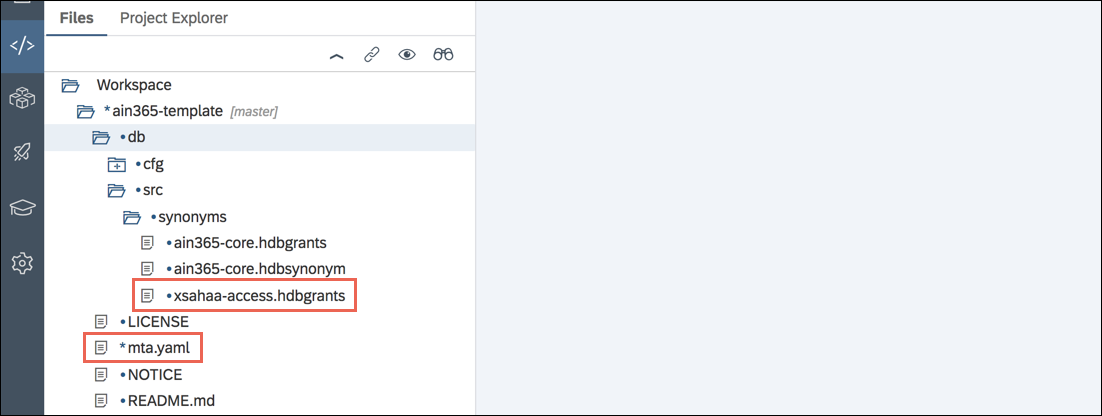 Files Project Explorer
Workspace
*ain365-template [master]
•db
•cfg
•src
•synonyms
•ain365-core.hdbgrants
•ain365-core.hdbsynonym
•xsahaa-access.hdbgrants
•LICENSE
*mta.yaml
•NOTICE
•README.md